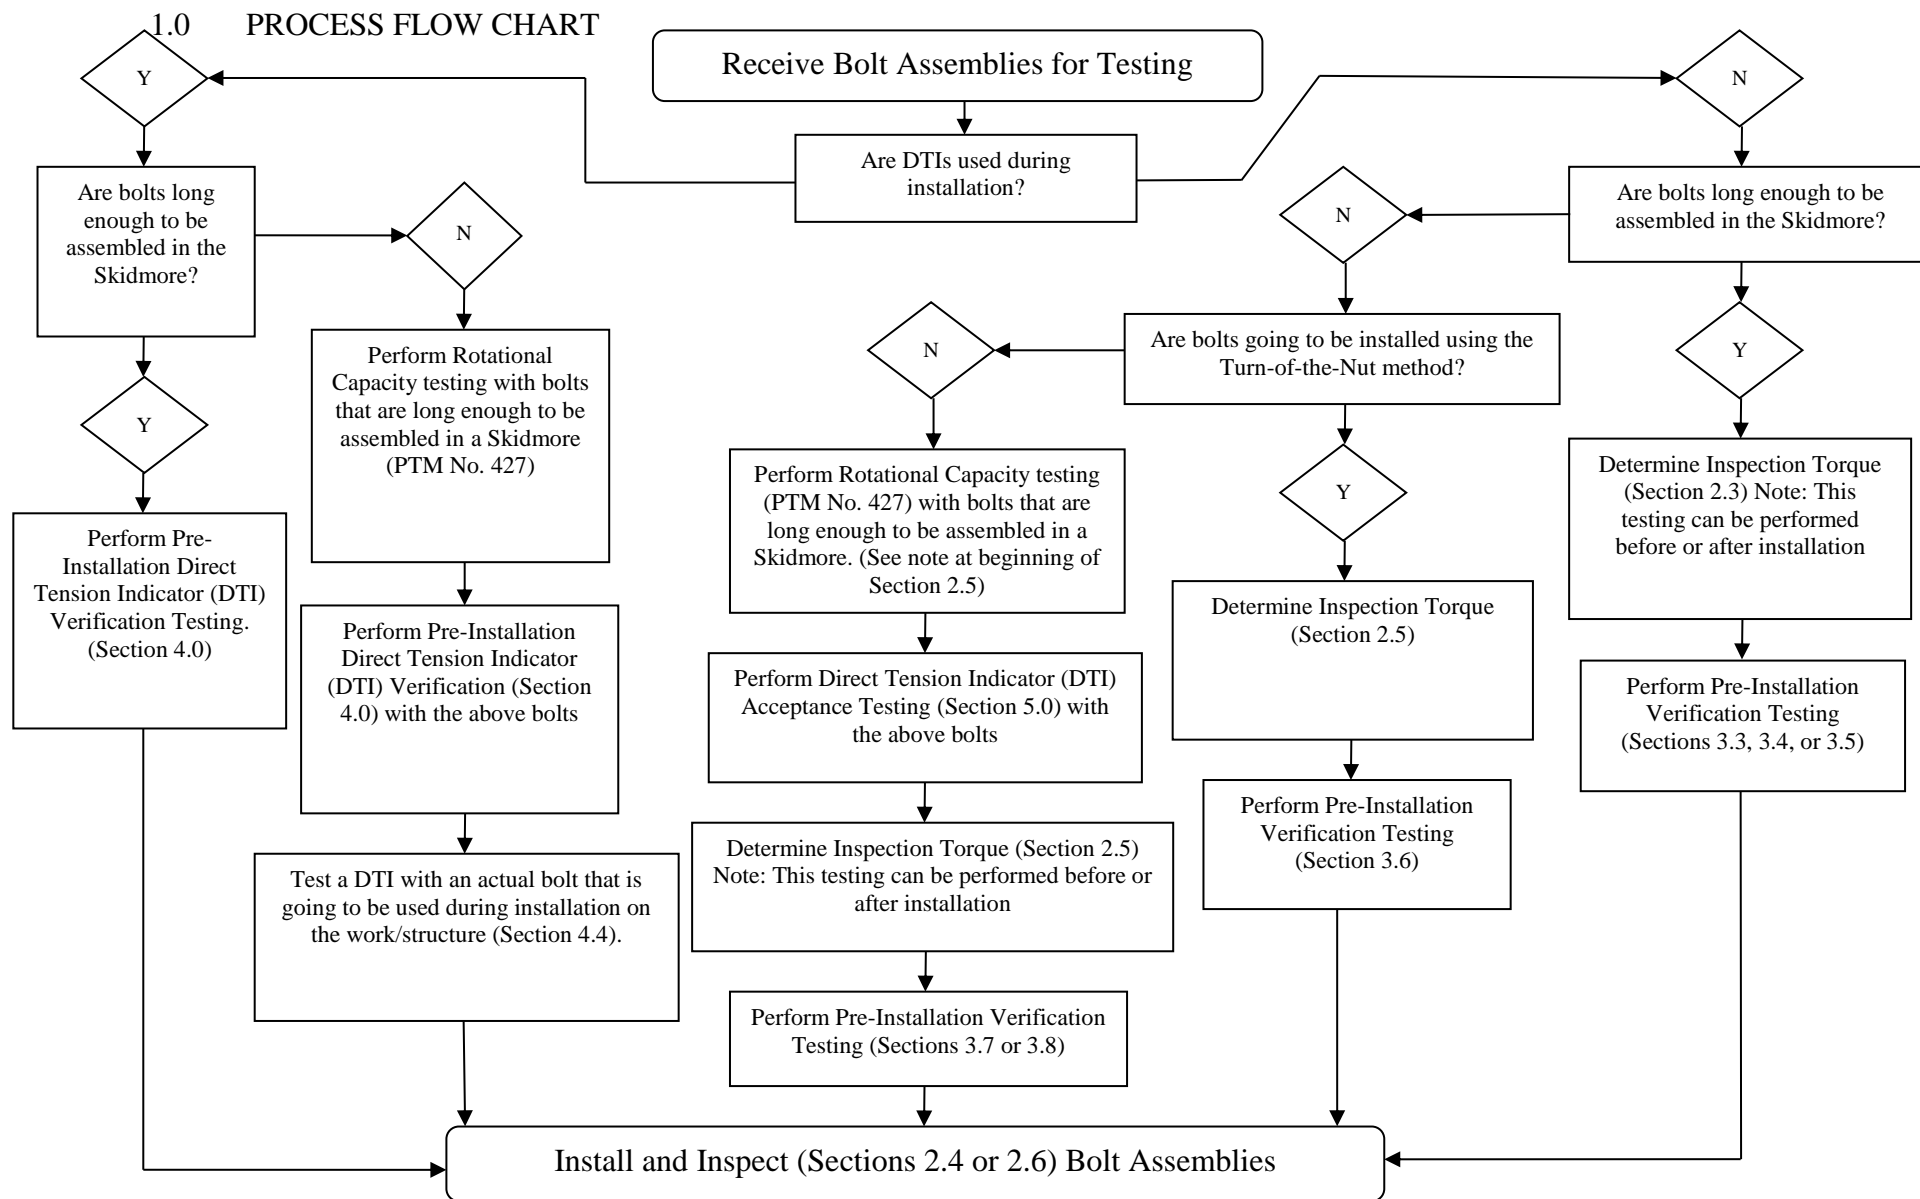 1.0 PROCESS FLOW CHART
Receive Bolt Assemblies for Testing
Are DTIs used during
installation?
Y
Are bolts long
enough to be
assembled in the
Skidmore?
Y
Perform Pre-
Installation Direct
Tension Indicator (DTI)
Verification Testing.
(Section 4.0)
N
Perform Rotational
Capacity testing with bolts
that are long enough to be
assembled in a Skidmore
(PTM No. 427)
Perform Pre-Installation
Direct Tension Indicator
(DTI) Verification (Section
4.0) with the above bolts
Test a DTI with an actual bolt that is
going to be used during installation on
the work/structure (Section 4.4).
N
Are bolts long enough to be
assembled in the Skidmore?
N
Are bolts going to be installed using the
Turn-of-the-Nut method?
N
Perform Rotational Capacity testing
(PTM No. 427) with bolts that are
long enough to be assembled in a
Skidmore. (See note at beginning of
Section 2.5)
Perform Direct Tension Indicator (DTI)
Acceptance Testing (Section 5.0) with
the above bolts
Determine Inspection Torque (Section 2.5)
Note: This testing can be performed before or
after installation
Perform Pre-Installation Verification
Testing (Sections 3.7 or 3.8)
Y
Determine Inspection Torque
(Section 2.5)
Perform Pre-Installation
Verification Testing
(Section 3.6)
Y
Determine Inspection Torque
(Section 2.3) Note: This
testing can be performed
before or after installation
Perform Pre-Installation
Verification Testing
(Sections 3.3, 3.4, or 3.5)
Install and Inspect (Sections 2.4 or 2.6) Bolt Assemblies